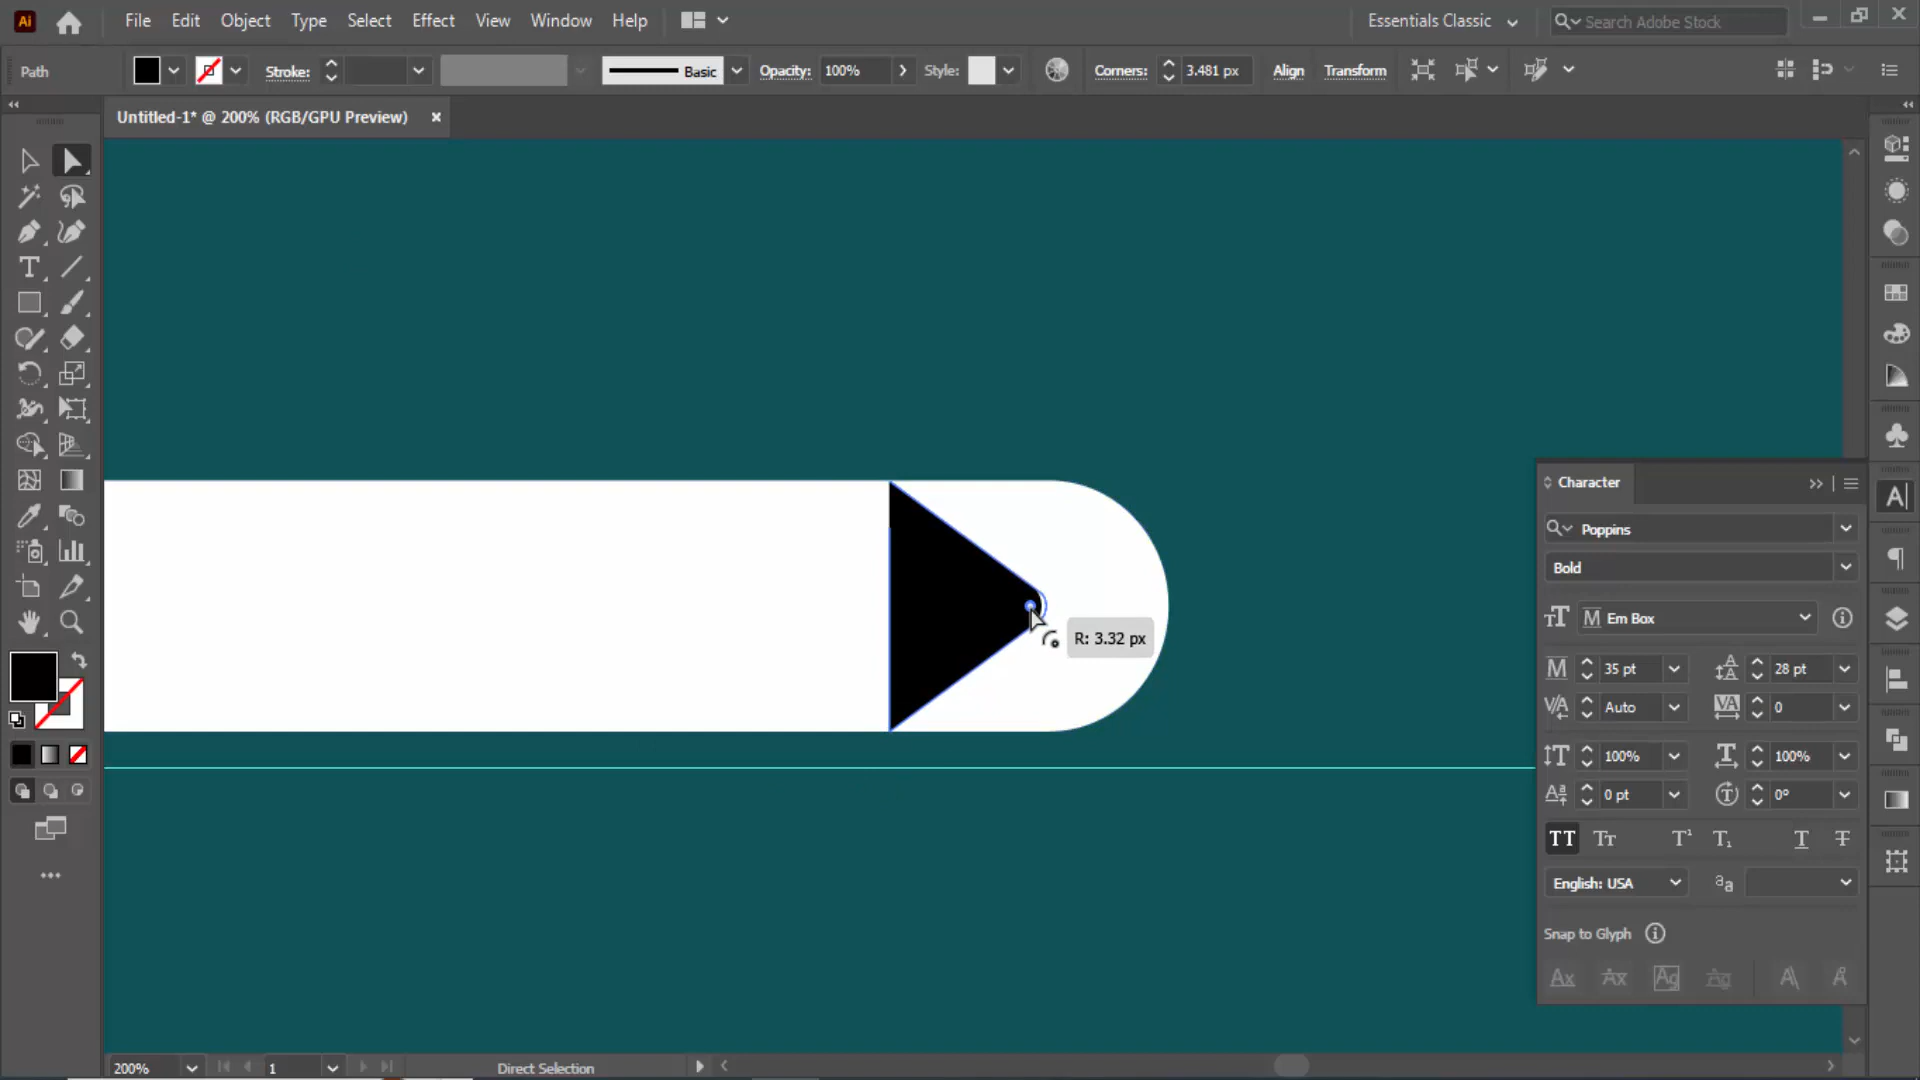 Ai File Edit Object Type Select Effect View Window Help Essentials Classic Search Adobe Stock
Path Stroke: Basic Opacity: 100% Style: Corners: 3.481 px Align Transform
Untitled-1* @ 200% (RGB/GPU Preview) ×
Character
Poppins
Bold
Em Box
35 pt 28 pt
Auto 0
100% 100%
0 pt 0°
English: USA
Snap to Glyph
R: 3.32 px
200% 1 Direct Selection